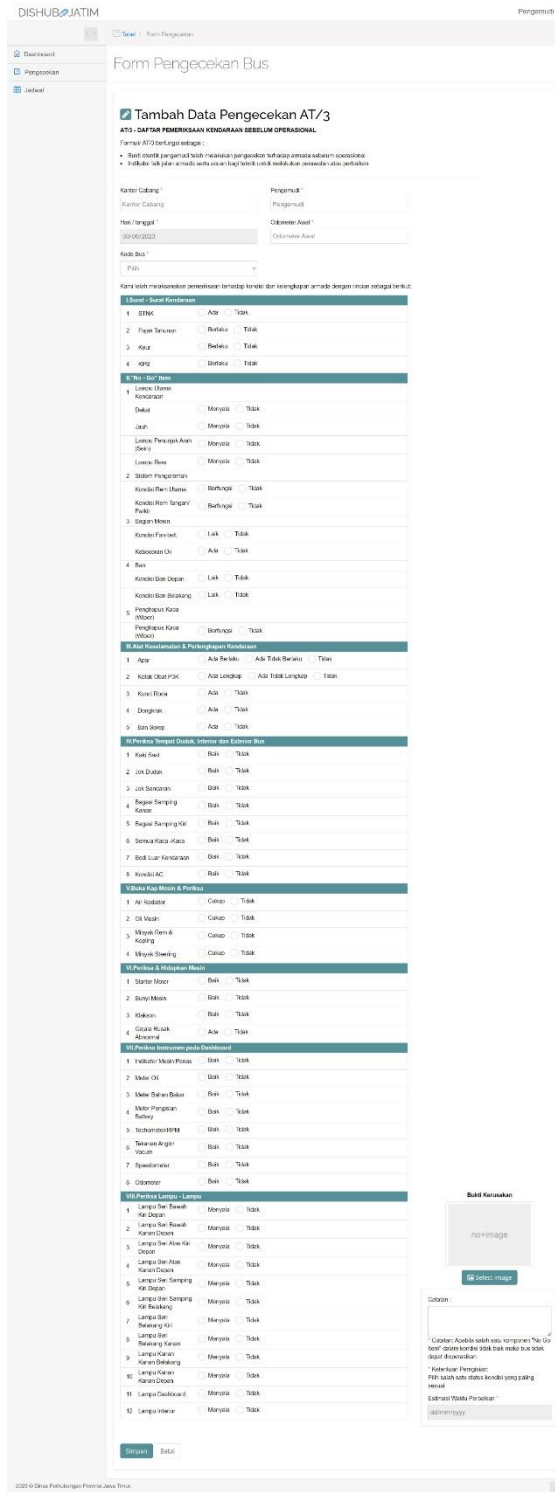 DISHUB JATIM
Pengemudi
Tabel / Form Pengecekan
Dashboard
Pengecekan
Jadwal
Form Pengecekan Bus
Tambah Data Pengecekan AT/3
AT/3 - DAFTAR PEMERIKSAAN KENDARAAN SEBELUM OPERASIONAL
Formulir AT/3 berfungsi sebagai :
Bukti otentik pengemudi telah melakukan pengecekan terhadap armada sebelum operasional
Indikator laik jalan armada serta acuan bagi teknik untuk melakukan perawatan atau perbaikan
Kantor Cabang * Pengemudi *
Kantor Cabang Pengemudi
Hari / tanggal * Odometer Awal *
30/06/2023 Odometer Awal
Kode Bus *
Pilih
Kami telah melaksanakan pemeriksaan terhadap kondisi dan kelengkapan armada dengan rincian sebagai berikut:
I.Surat - Surat Kendaraan
1 STNK Ada Tidak
2 Pajak Tahunan Berlaku Tidak
3 Keur Berlaku Tidak
4 KPS Berlaku Tidak
II."No - Go" Item
1 Lampu Utama
Kendaraan
Dekat Menyala Tidak
Jauh Menyala Tidak
Lampu Penunjuk Arah
(Sein) Menyala Tidak
Lampu Rem Menyala Tidak
2 Sistem Pengereman
Kondisi Rem Utama Berfungsi Tidak
Kondisi Rem Tangan/
Parkir Berfungsi Tidak
3 Bagian Mesin
Kondisi Fan-belt Laik Tidak
Kebocoran Oli Ada Tidak
4 Ban
Kondisi Ban Depan Laik Tidak
Kondisi Ban Belakang Laik Tidak
5 Penghapus Kaca
(Wiper)
Penghapus Kaca
(Wiper) Berfungsi Tidak
III.Alat Keselamatan & Perlengkapan Kendaraan
1 Apar Ada Berlaku Ada Tidak Berlaku Tidak
2 Kotak Obat P3K Ada Lengkap Ada Tidak Lengkap Tidak
3 Kunci Roda Ada Tidak
4 Dongkrak Ada Tidak
5 Ban Serep Ada Tidak
IV.Periksa Tempat Duduk, Interior dan Exterior Bus
1 Kaki Seat Baik Tidak
2 Jok Duduk Baik Tidak
3 Jok Sandaran Baik Tidak
4 Bagasi Samping
Kanan Baik Tidak
5 Bagasi Samping Kiri Baik Tidak
6 Semua Kaca -Kaca Baik Tidak
7 Bodi Luar Kendaraan Baik Tidak
8 Kondisi AC Baik Tidak
V.Buka Kap Mesin & Periksa
1 Air Radiator Cukup Tidak
2 Oli Mesin Cukup Tidak
3 Minyak Rem &
Kopling Cukup Tidak
4 Minyak Steering Cukup Tidak
VI.Periksa & Hidupkan Mesin
1 Starter Motor Baik Tidak
2 Bunyi Mesin Baik Tidak
3 Klakson Baik Tidak
4 Gejala Rusak
Abnormal Ada Tidak
VII.Periksa Instrumen pada Dashboard
1 Indikator Mesin Panas Baik Tidak
2 Meter Oli Baik Tidak
3 Meter Bahan Bakar Baik Tidak
4 Meter Pengisian
Battery Baik Tidak
5 Tachometer/RPM Baik Tidak
6 Tekanan Angin/
Vacum Baik Tidak
7 Speedometer Baik Tidak
8 Odometer Baik Tidak
VIII.Periksa Lampu - Lampu
1 Lampu Sen Bawah
Kiri Depan Menyala Tidak
2 Lampu Sen Bawah
Kanan Depan Menyala Tidak
3 Lampu Sen Atas Kiri
Depan Menyala Tidak
4 Lampu Sen Atas
Kanan Depan Menyala Tidak
5 Lampu Sen Samping
Kiri Depan Menyala Tidak
6 Lampu Sen Samping
Kiri Belakang Menyala Tidak
7 Lampu Sen
Belakang Kiri Menyala Tidak
8 Lampu Sen
Belakang Kanan Menyala Tidak
9 Lampu Kanan
Kanan Belakang Menyala Tidak
10 Lampu Kanan
Kanan Depan Menyala Tidak
11 Lampu Dashboard Menyala Tidak
12 Lampu Interior Menyala Tidak
Bukti Kerusakan
no+image
Select image
Catatan :
* Catatan: Apabila salah satu komponen "No Go
Item" dalam kondisi tidak baik maka bus tidak
dapat dioperasikan
* Ketentuan Pengisian:
Pilih salah satu status kondisi yang paling
sesuai
Estimasi Waktu Perbaikan *
dd/mm/yyyy
Simpan Batal
2023 © Dinas Perhubungan Provinsi Jawa Timur.